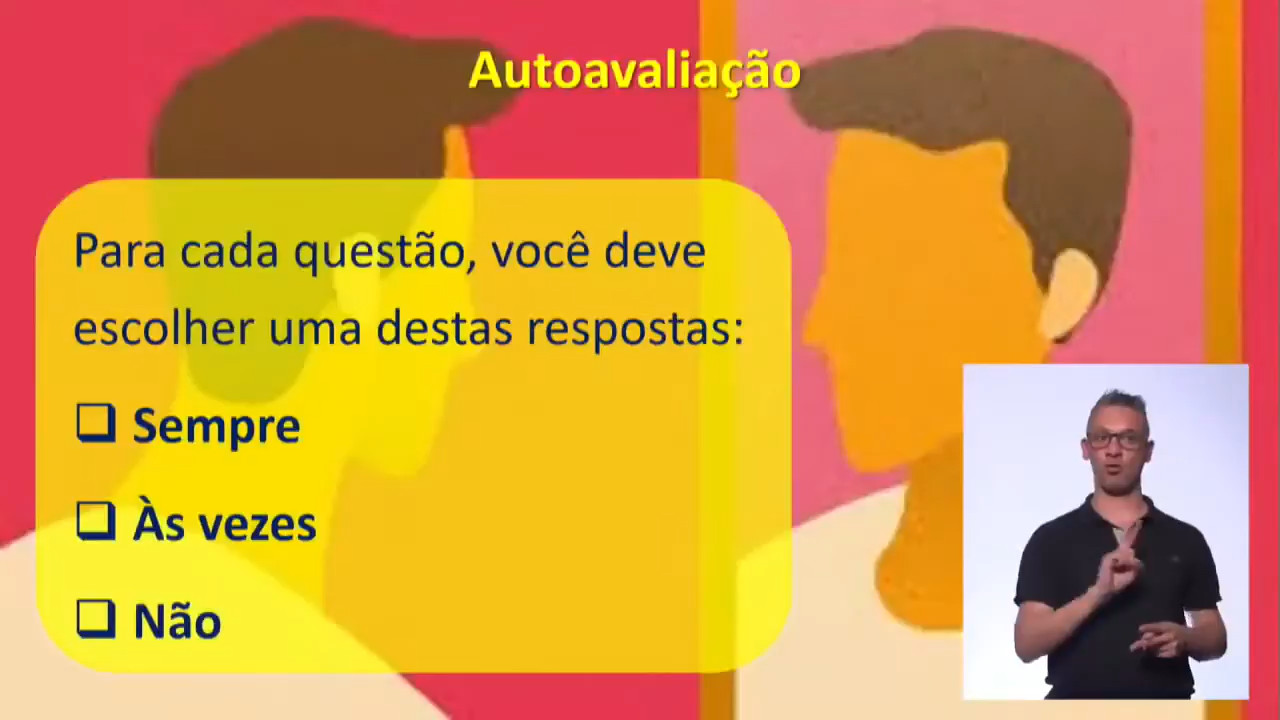 Autoavaliação
Para cada questão, você deve
escolher uma destas respostas:
Sempre
Às vezes
Não